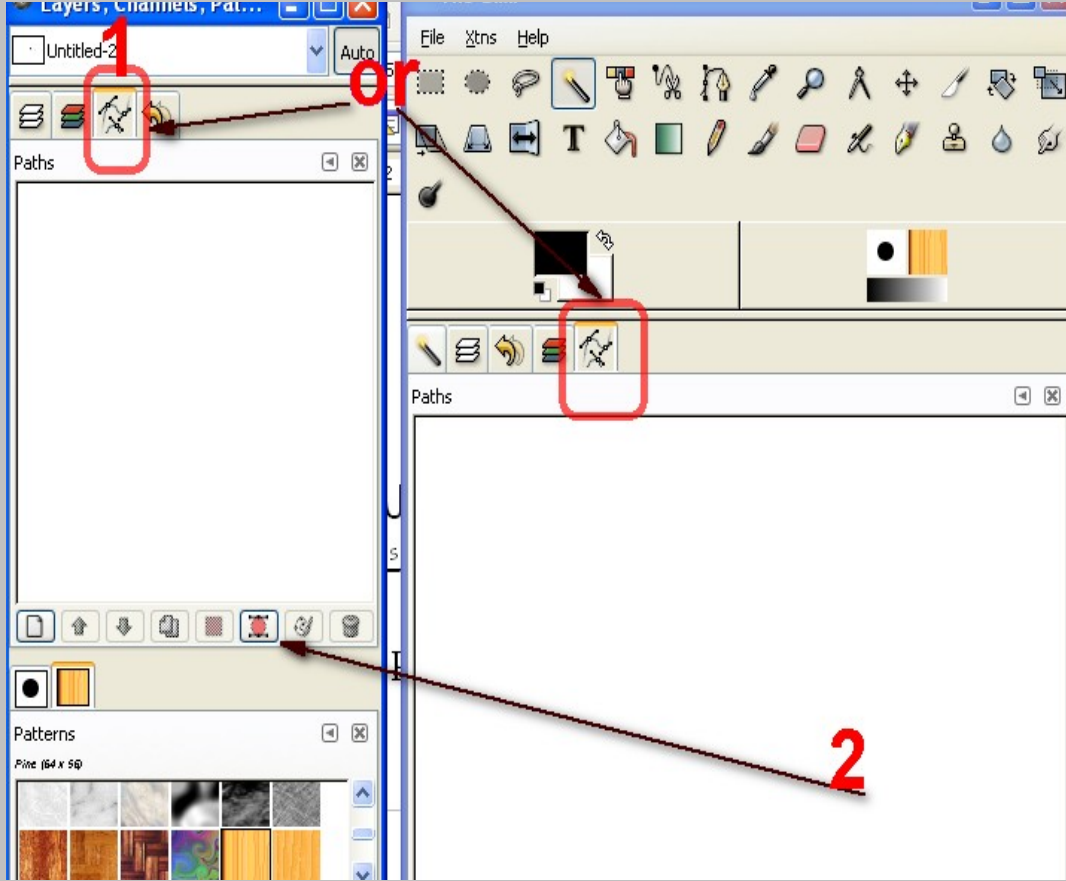 Layers, Channels, Pat...
1
Untitled-2
Auto
or
File Xtns Help
Paths
Paths
2
Patterns
Pine (64 x 56)
T